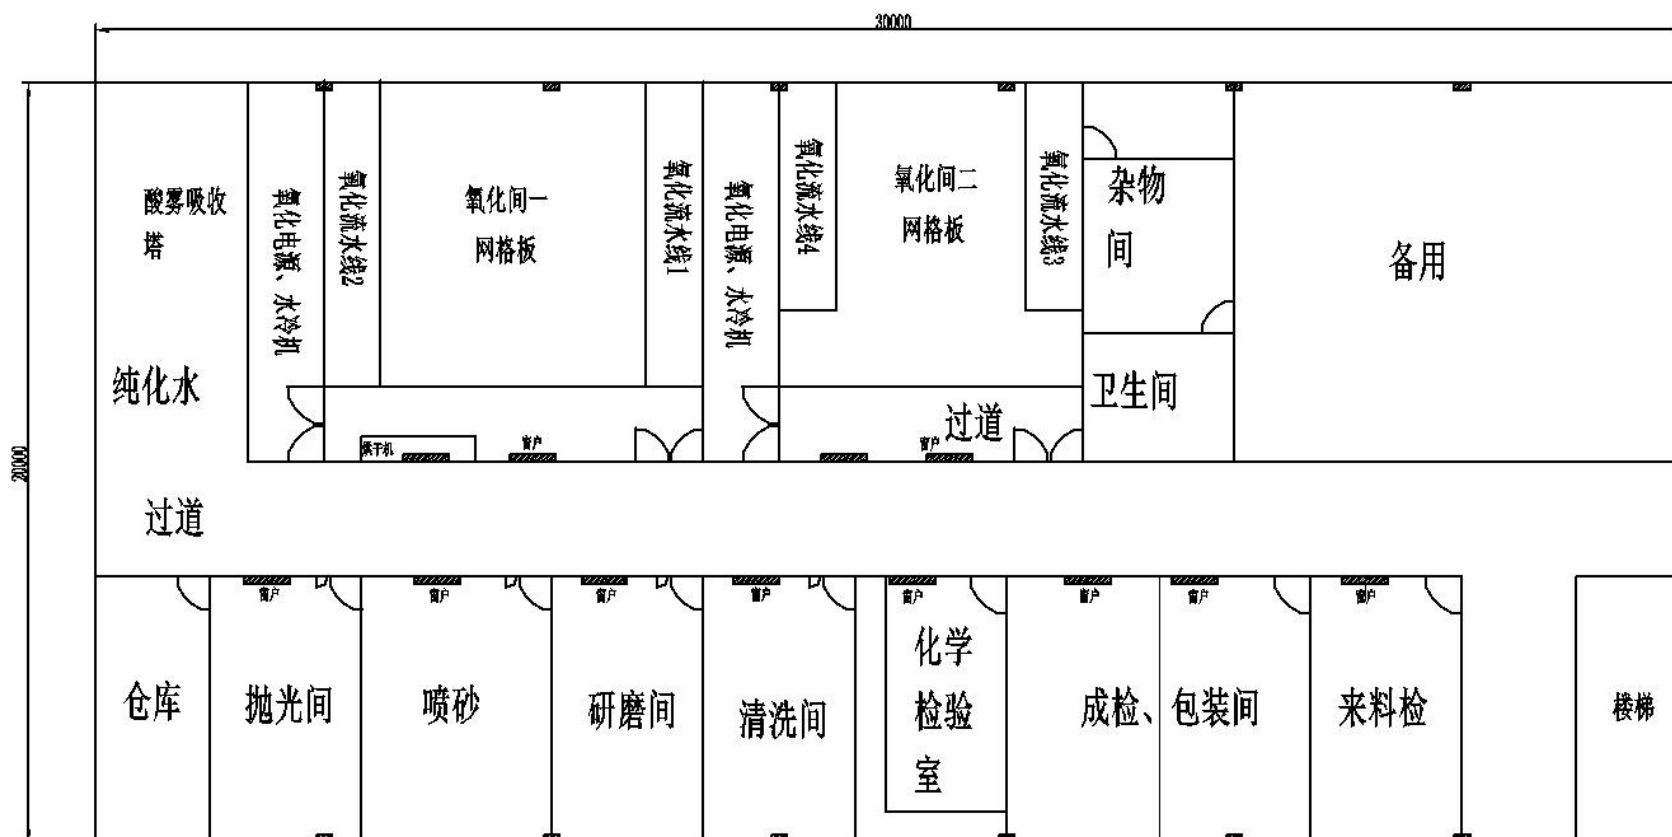 30000
20000
酸雾吸收
塔
氧化电源、水冷机
氧化流水线2
氧化间一
网格板
氧化流水线1
氧化电源、水冷机
氧化流水线4
氧化间二
网格板
氧化流水线3
杂物
间
备用
纯化水
卫生间
过道
烘干机
窗户
窗户
过道
窗户
窗户
窗户
窗户
窗户
窗户
窗户
窗户
仓库
抛光间
喷砂
研磨间
清洗间
化学
检验
室
成检、包装间
来料检
楼梯